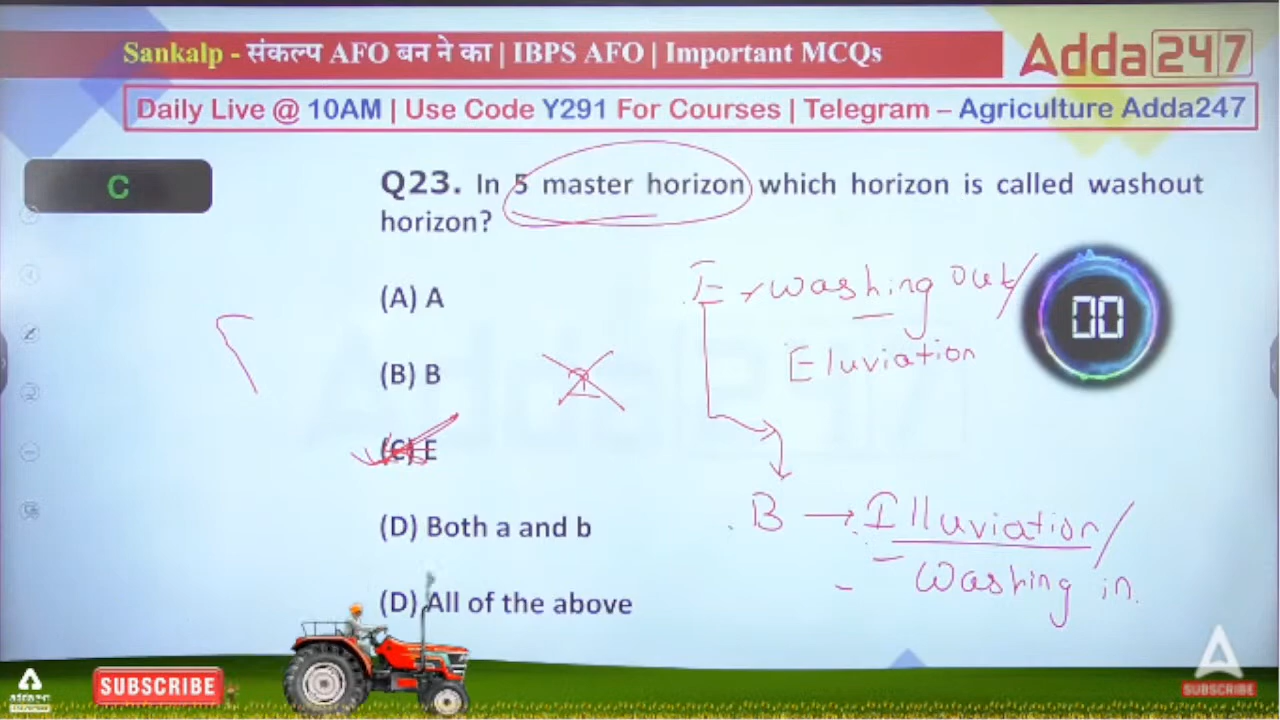 Sankalp - संकल्प AFO बन ने का | IBPS AFO | Important MCQs
Adda247
Daily Live @ 10AM | Use Code Y291 For Courses | Telegram – Agriculture Adda247
C
Q23. In 5 master horizon which horizon is called washout
horizon?
(A) A
(B) B
(C) E
(D) Both a and b
(D) All of the above
E → washing out/
Eluviation
00
B → Illuviation/
Washing in.
SUBSCRIBE
SUBSCRIBE